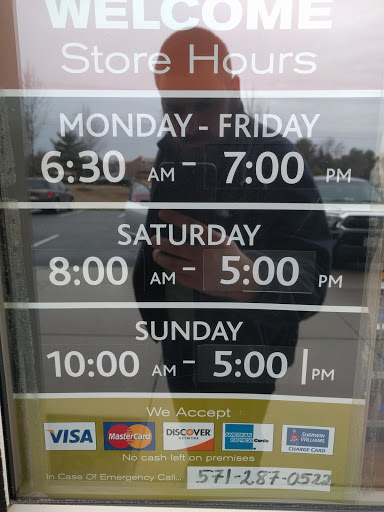 WELCOME
Store Hours
MONDAY - FRIDAY
6:30 AM - 7:00 PM
SATURDAY
8:00 AM - 5:00 PM
SUNDAY
10:00 AM - 5:00 PM
We Accept
VISA MasterCard DISCOVER NETWORK AMERICAN EXPRESS Cards SHERWIN WILLIAMS CHARGE CARD
No cash left on premises
In Case Of Emergency Call... 571-287-0522